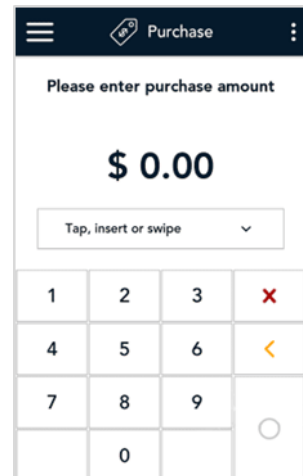 Purchase
Please enter purchase amount
$ 0.00
Tap, insert or swipe
1 2 3
4 5 6
7 8 9
0